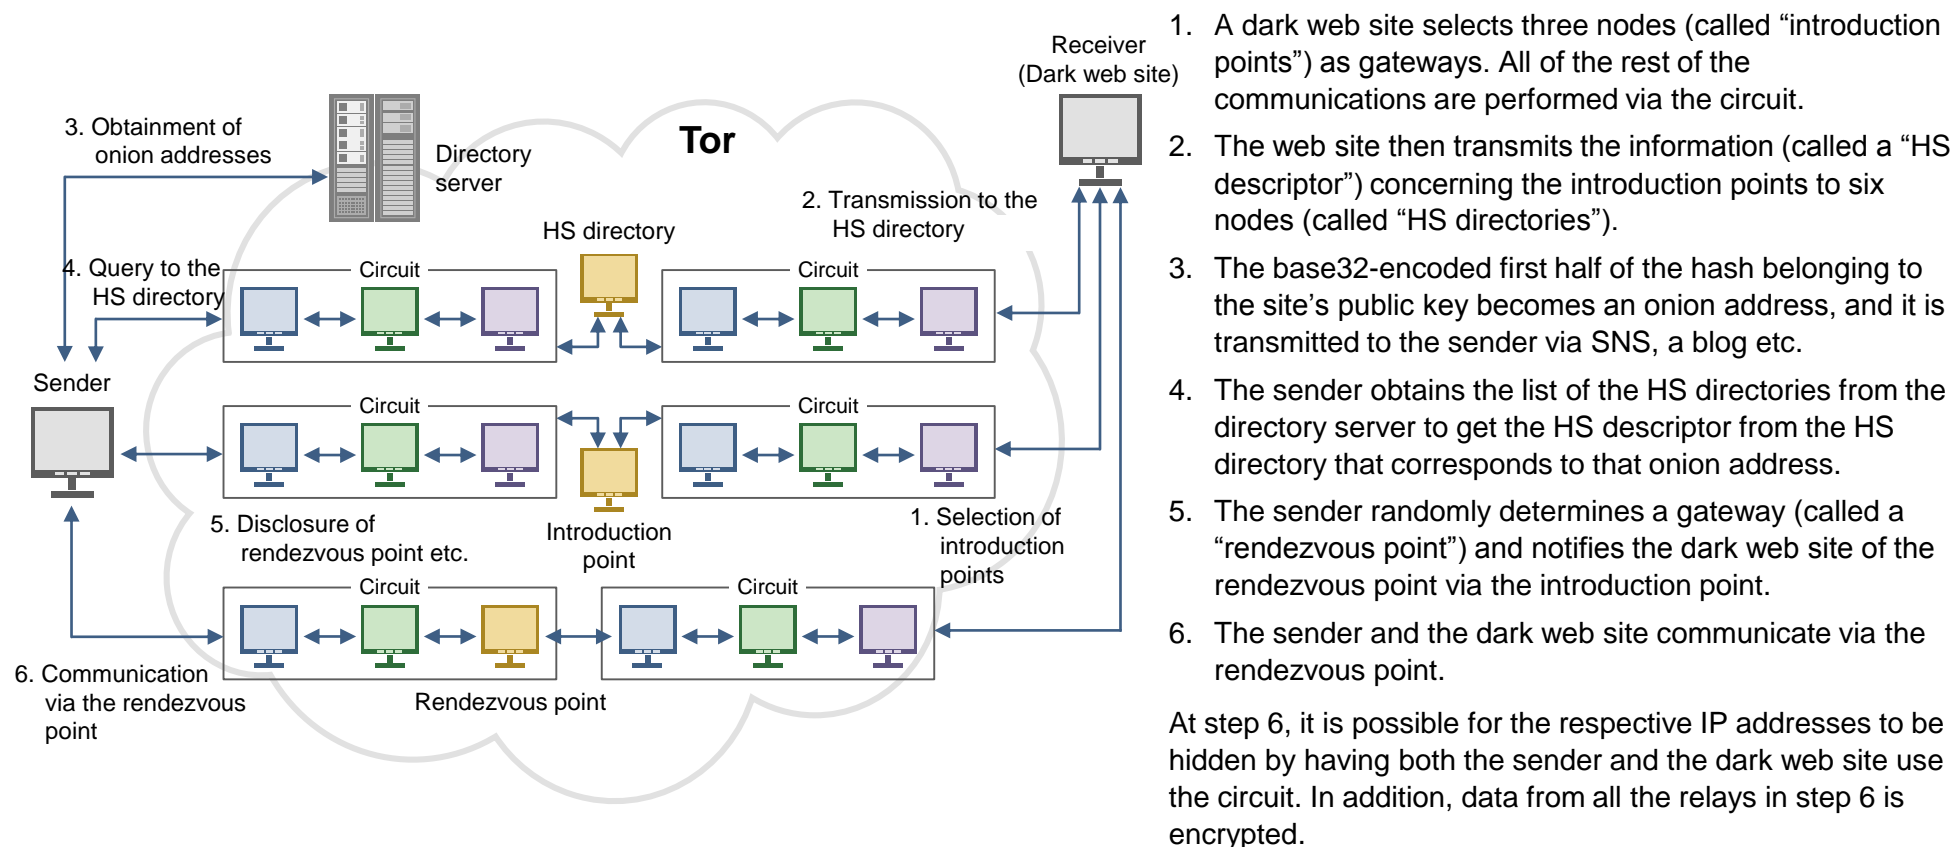 Receiver
(Dark web site)
3. Obtainment of
onion addresses
Directory
server
Tor
2. Transmission to the
HS directory
HS directory
4. Query to the
HS directory
Circuit
Circuit
Sender
Circuit
Circuit
5. Disclosure of
rendezvous point etc.
Introduction
point
1. Selection of
introduction
points
Circuit
Circuit
6. Communication
via the rendezvous
point
Rendezvous point
1. A dark web site selects three nodes (called “introduction
points”) as gateways. All of the rest of the
communications are performed via the circuit.
2. The web site then transmits the information (called a “HS
descriptor”) concerning the introduction points to six
nodes (called “HS directories”).
3. The base32-encoded first half of the hash belonging to
the site’s public key becomes an onion address, and it is
transmitted to the sender via SNS, a blog etc.
4. The sender obtains the list of the HS directories from the
directory server to get the HS descriptor from the HS
directory that corresponds to that onion address.
5. The sender randomly determines a gateway (called a
“rendezvous point”) and notifies the dark web site of the
rendezvous point via the introduction point.
6. The sender and the dark web site communicate via the
rendezvous point.
At step 6, it is possible for the respective IP addresses to be
hidden by having both the sender and the dark web site use
the circuit. In addition, data from all the relays in step 6 is
encrypted.